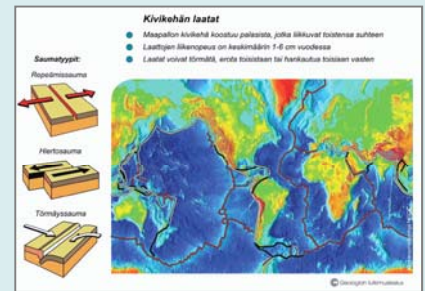 Kivikehän laatat
Maapallon kivikehä koostuu palasista, jotka liikkuvat toistensa suhteen
Laattojen liikenopeus on keskimäärin 1-6 cm vuodessa
Laatat voivat törmätä, erota toisistaan tai hankautua toisiaan vasten
Saumatyypit:
Repeämissauma
Hiertosauma
Törmäyssauma
© Geologian tutkimuskeskus